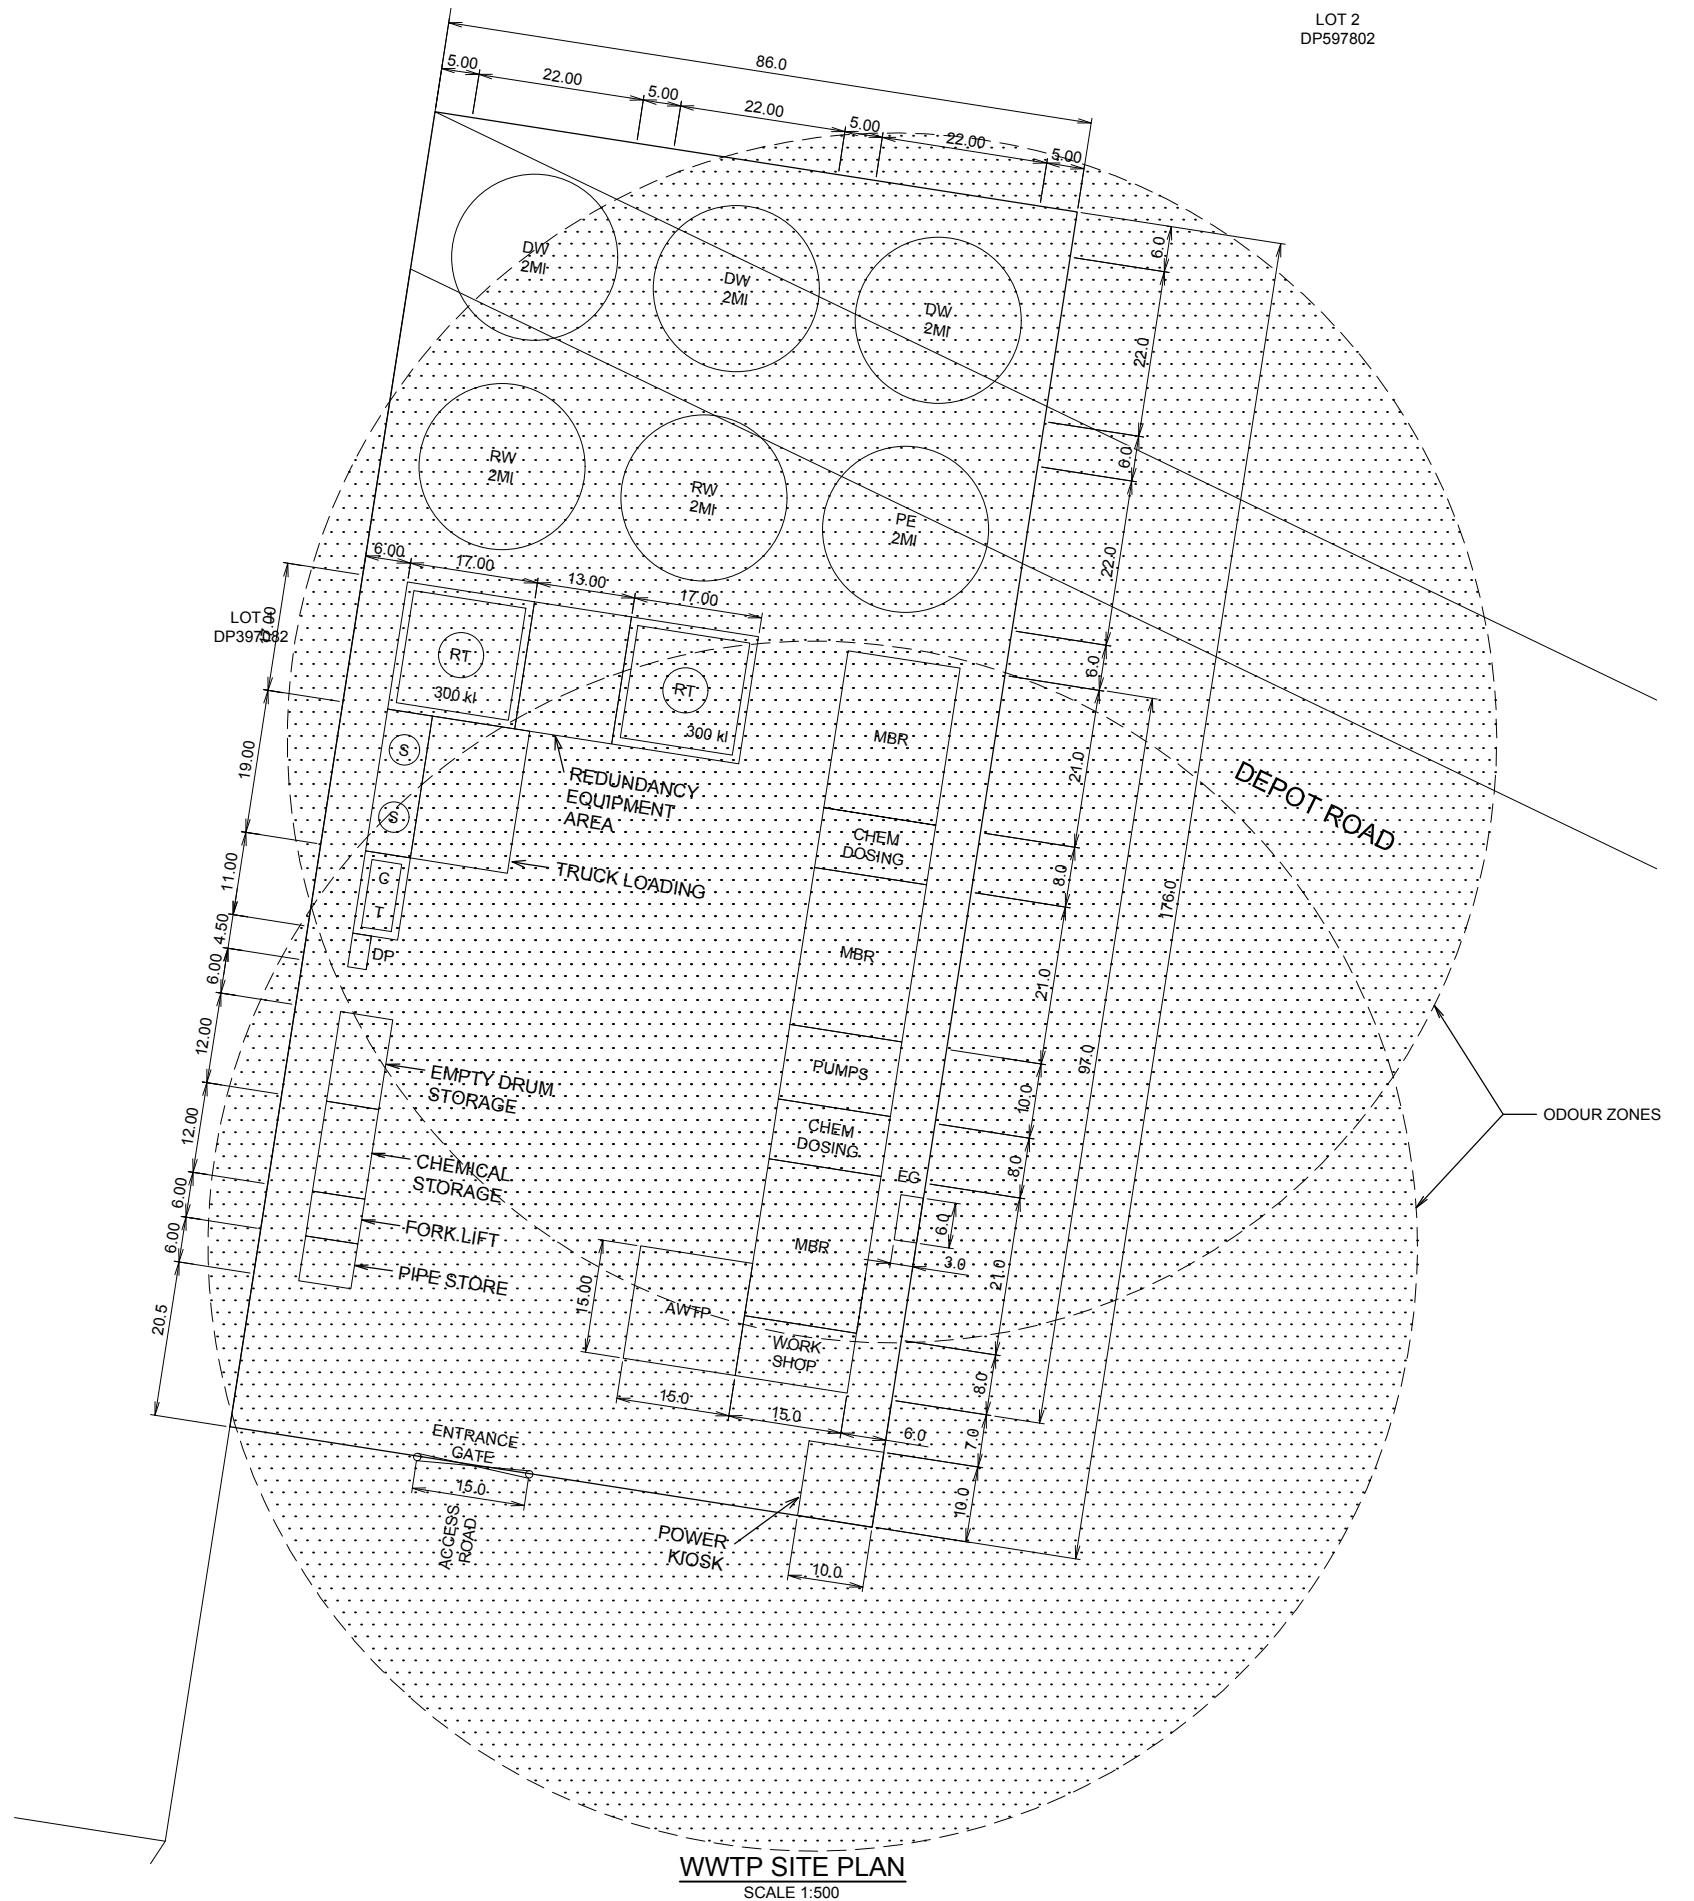 LOT 2
DP597802
86.0
5.00
22.00
5.00
22.00
5.00
22.00
5.00
DW
2Ml
DW
2Ml
DW
2Ml
6.0
22.0
6.0
22.0
6.0
RW
2Ml
RW
2Ml
PE
2Ml
6.00
17.00
13.00
17.00
DP397082
RT
300 kl
RT
300 kl
S
S
C
T
DP
19.00
11.00
4.50
6.00
12.00
12.00
6.00
6.00
20.5
REDUNDANCY
EQUIPMENT
AREA
TRUCK LOADING
MBR
CHEM
DOSING
MBR
PUMPS
CHEM
DOSING
MBR
WORK
SHOP
AWTP
EG
21.0
8.0
21.0
10.0
8.0
21.0
8.0
7.0
10.0
97.0
176.0
6.0
3.0
DEPOT ROAD
ODOUR ZONES
EMPTY DRUM
STORAGE
CHEMICAL
STORAGE
FORK LIFT
PIPE STORE
15.00
15.0
15.0
6.0
ENTRANCE
GATE
15.0
ACCESS
ROAD
POWER
KIOSK
10.0
WWTP SITE PLAN
SCALE 1:500